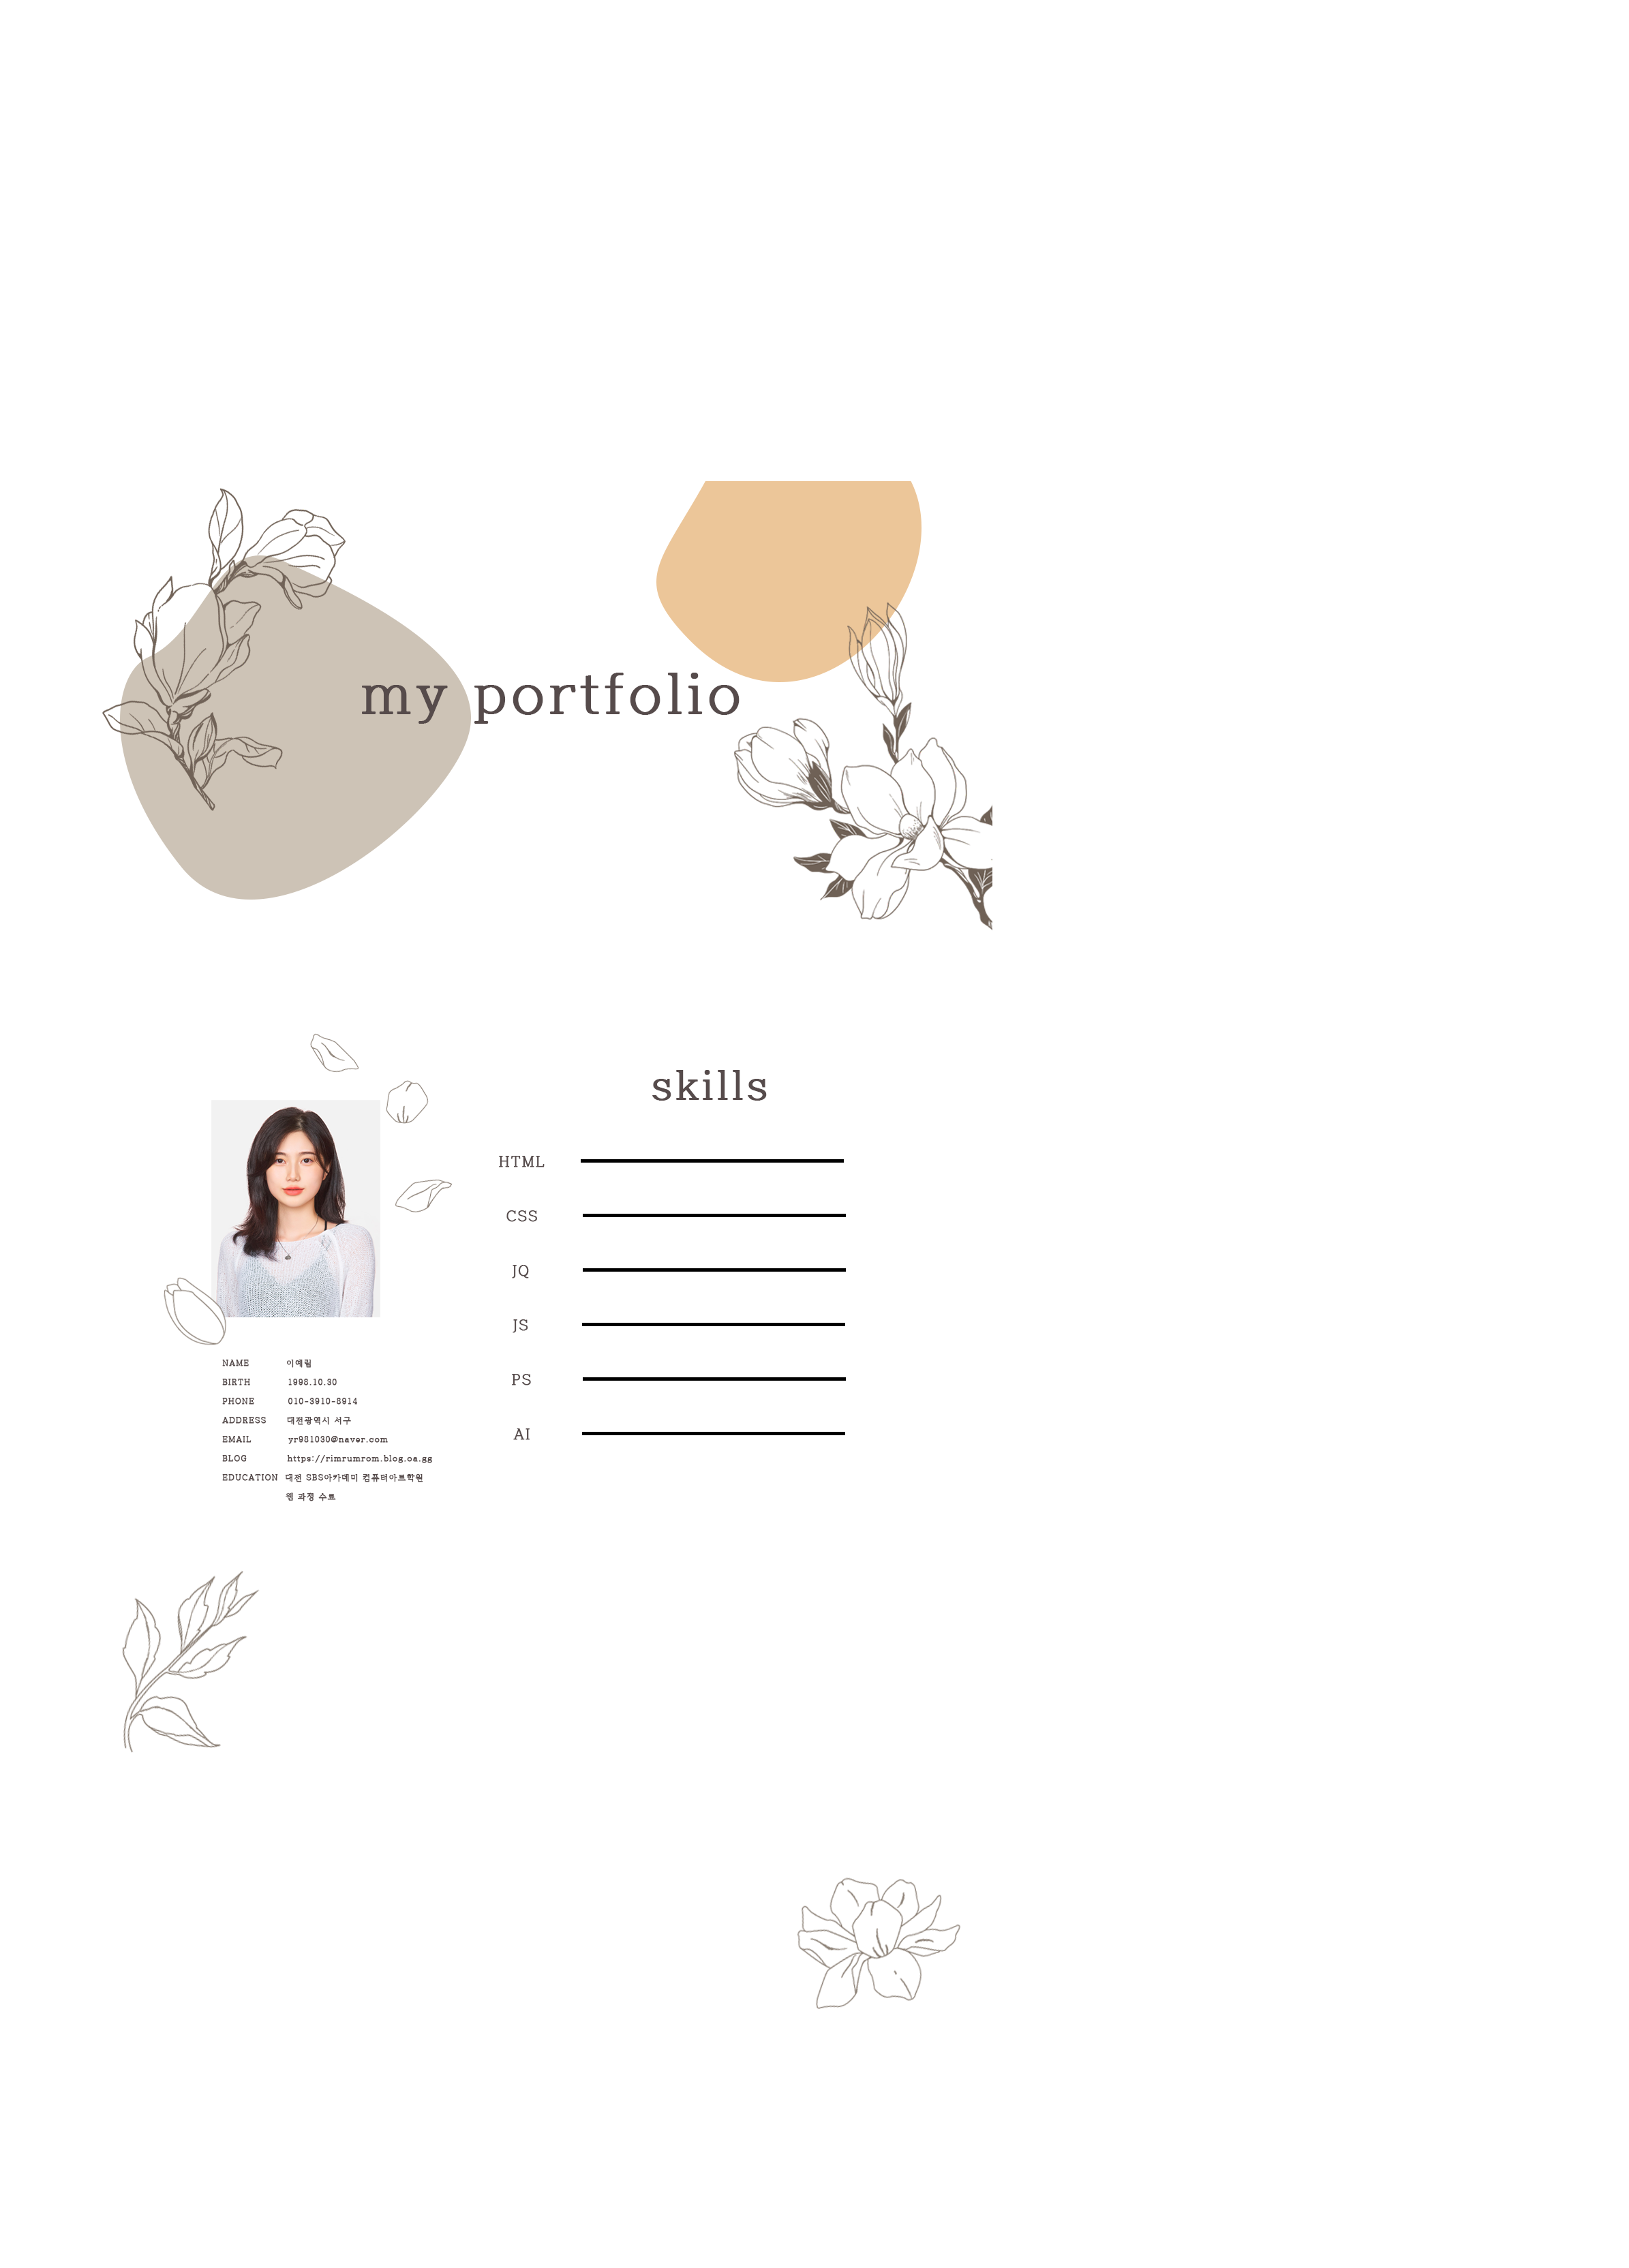 my portfolio
NAME 이예림
BIRTH 1998.10.30
PHONE 010-3910-8914
ADDRESS 대전광역시 서구
EMAIL yr981030@naver.com
BLOG https://rimrumrom.blog.oa.gg
EDUCATION 대전 SBS아카데미 컴퓨터아트학원
웹 과정 수료
skills
HTML
CSS
JQ
JS
PS
AI